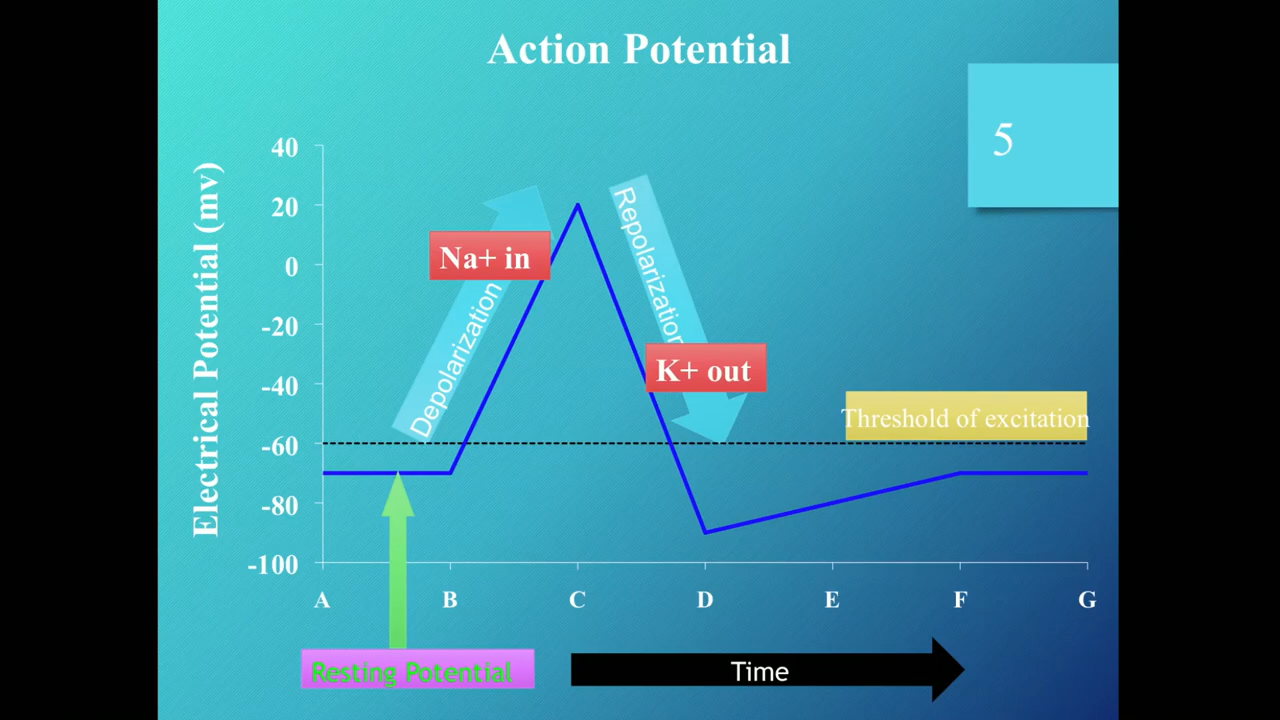 Action Potential
5
Electrical Potential (mv)
40
20
0
-20
-40
-60
-80
-100
Na+ in
Depolarization
Repolarization
K+ out
Threshold of excitation
A B C D E F G
Resting Potential
Time